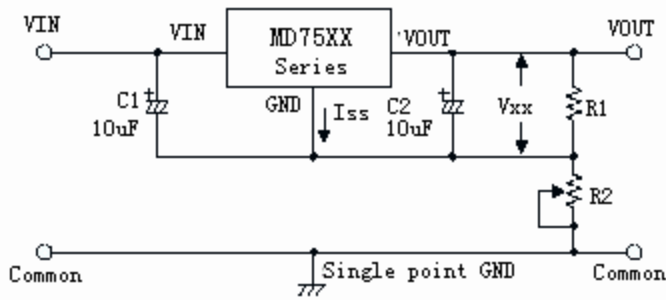 VIN
VIN
MD75XX
Series
VOUT
VOUT
C1
10uF
GND
Iss
C2
10uF
Vxx
R1
R2
Common
Single point GND
Common